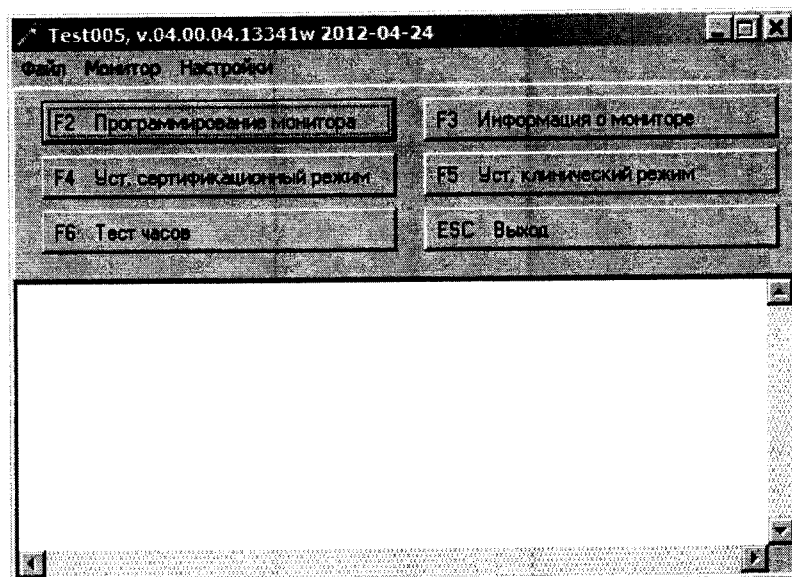 Test005, v.04.00.04.13341w 2012-04-24
Файл Монитор Настройки
F2 Программирование монитора
F3 Информация о мониторе
F4 Уст. сертификационный режим
F5 Уст. клинический режим
F6 Тест часов
ESC Выход